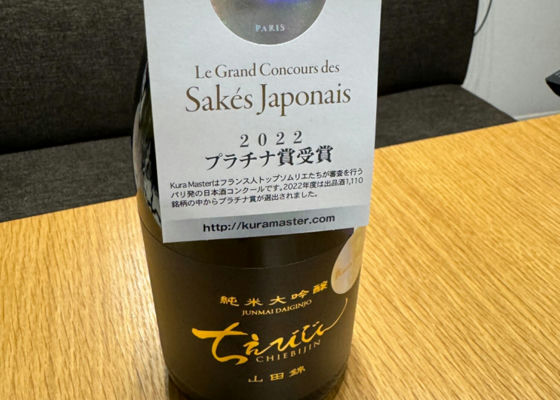 PARIS
Le Grand Concours des
Sakés Japonais
2022
プラチナ賞受賞
Kura Masterはフランス人トップソムリエたちが審査を行う
パリ発の日本酒コンクールです。2022年度は出品酒1,110
銘柄の中からプラチナ賞が選出されました。
http://kuramaster.com
純米大吟醸
JUNMAI DAIGINJO
ちえびじん
CHIEBIJIN
山田錦